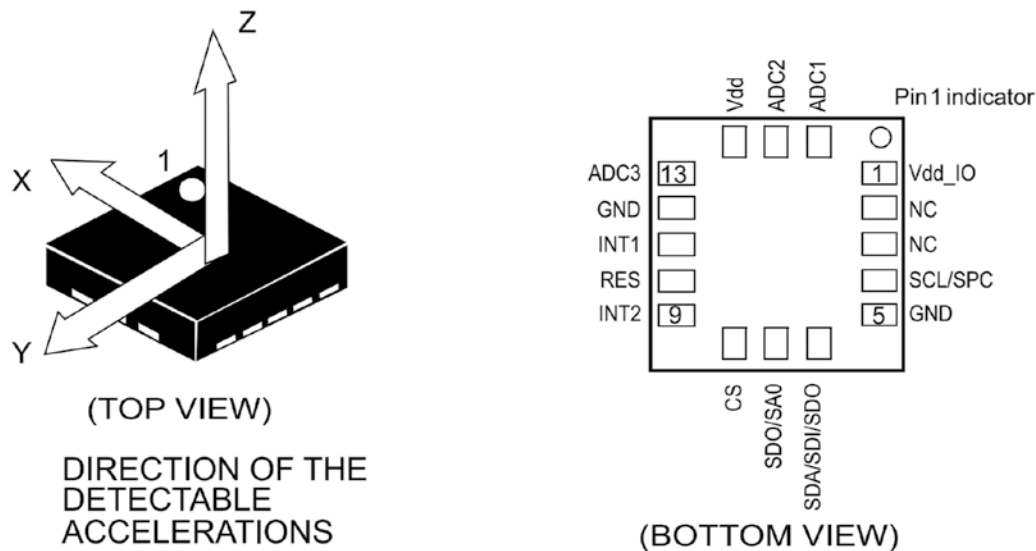 Z
X
1
Y
(TOP VIEW)
DIRECTION OF THE
DETECTABLE
ACCELERATIONS
Vdd
ADC2
ADC1
Pin 1 indicator
ADC3 13 1 Vdd_IO
GND NC
INT1 NC
RES SCL/SPC
INT2 9 5 GND
CS
SDO/SA0
SDA/SDI/SDO
(BOTTOM VIEW)